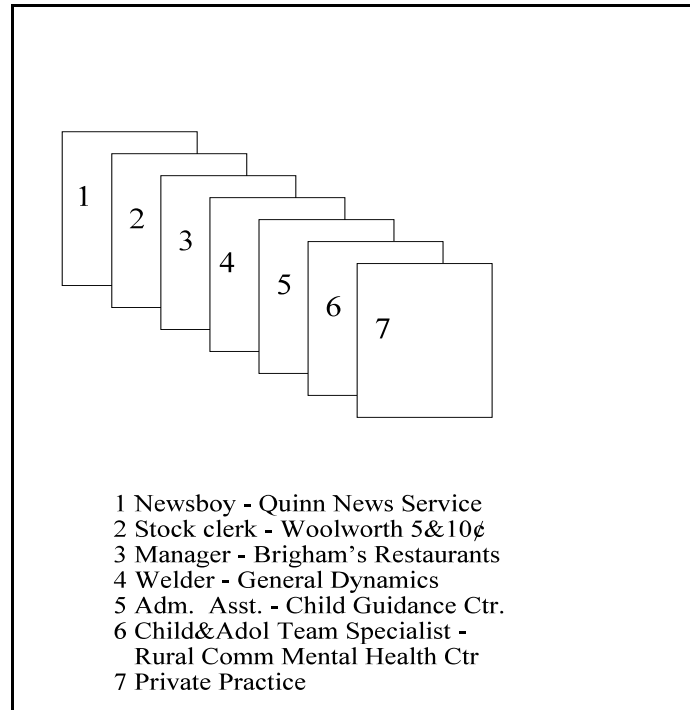 1
2
3
4
5
6
7
1 Newsboy - Quinn News Service
2 Stock clerk - Woolworth 5&10¢
3 Manager - Brigham's Restaurants
4 Welder - General Dynamics
5 Adm.  Asst. - Child Guidance Ctr.
6 Child&Adol Team Specialist -
Rural Comm Mental Health Ctr
7 Private Practice